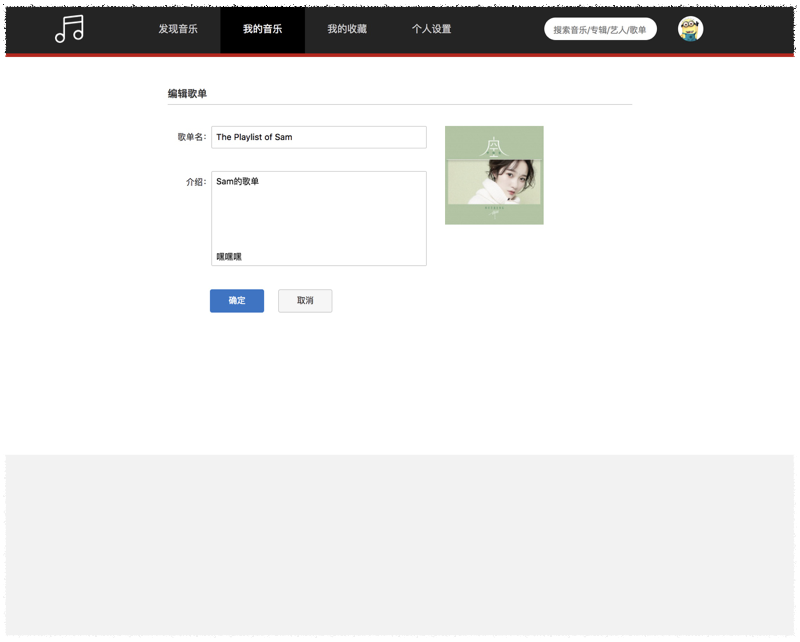 发现音乐
我的音乐
我的收藏
个人设置
搜索音乐/专辑/艺人/歌单
编辑歌单
歌单名:
The Playlist of Sam
介绍:
Sam的歌单
嘿嘿嘿
确定
取消